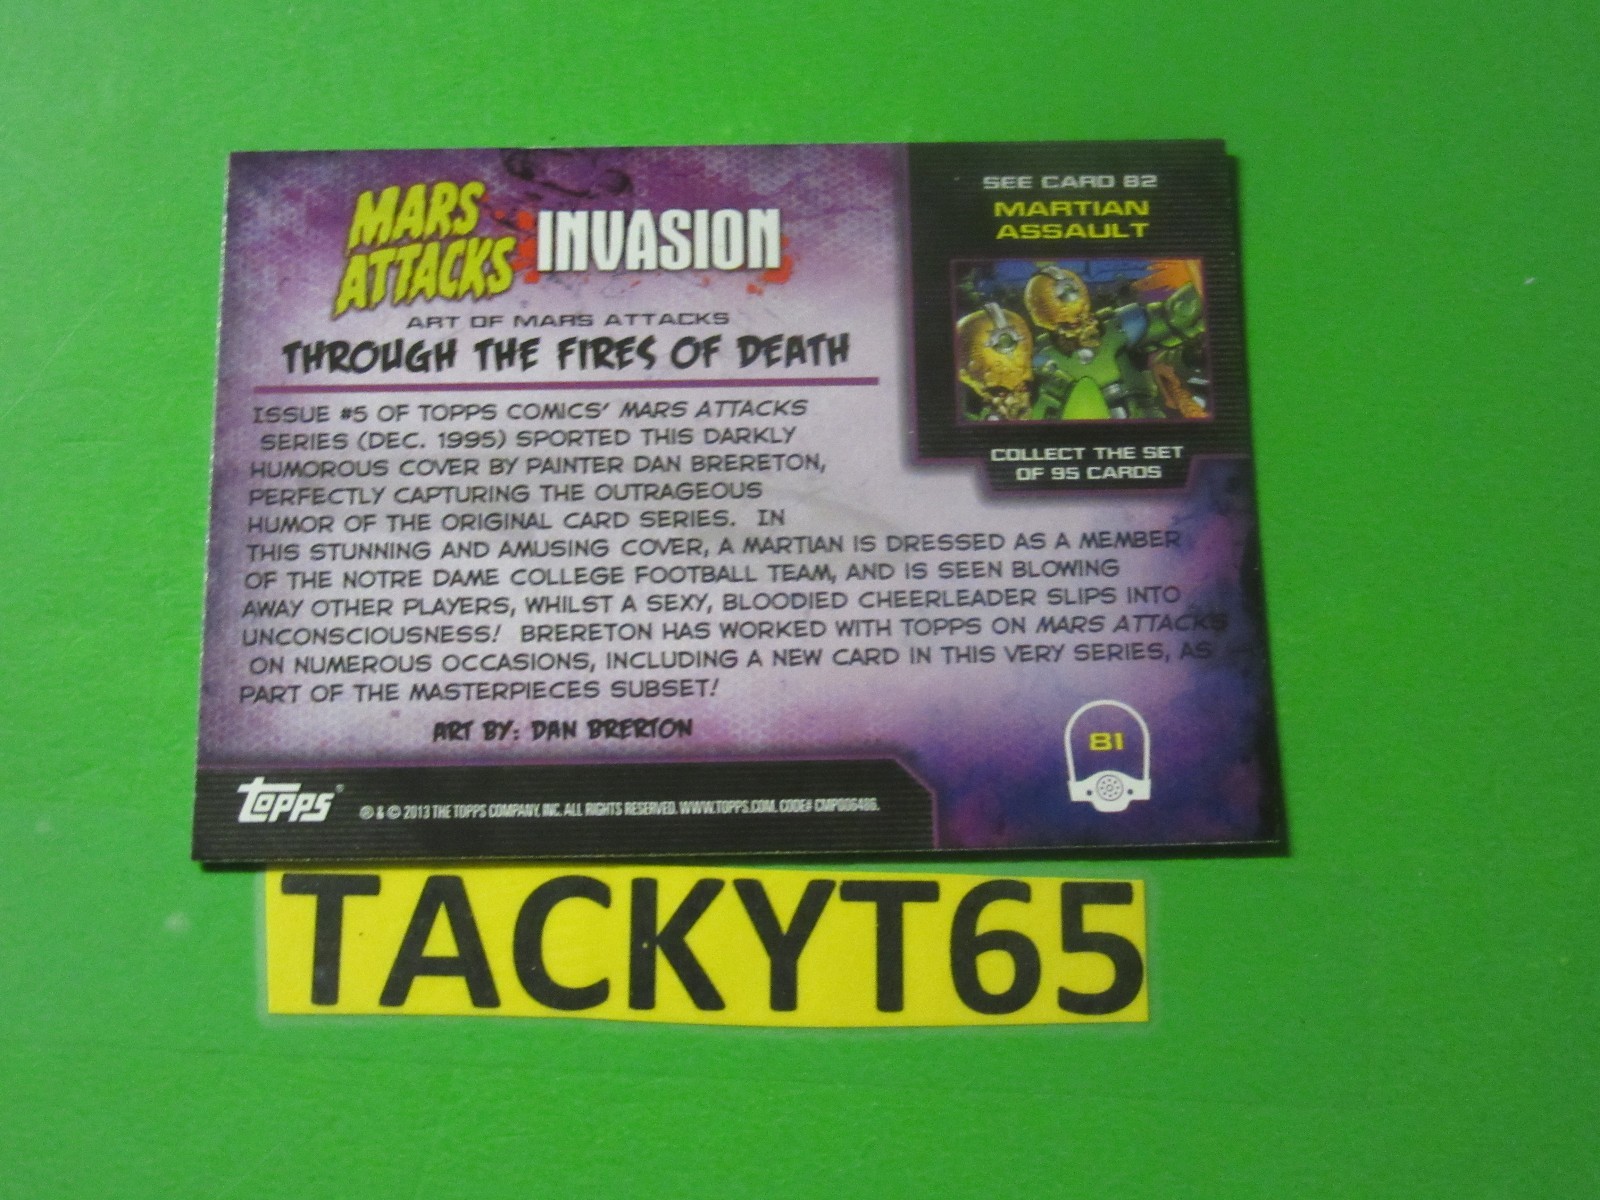 MARS
ATTACKS
INVASION
ART OF MARS ATTACKS
THROUGH THE FIRES OF DEATH
ISSUE #5 OF TOPPS COMICS' MARS ATTACKS
SERIES (DEC. 1995) SPORTED THIS DARKLY
HUMOROUS COVER BY PAINTER DAN BRERETON,
PERFECTLY CAPTURING THE OUTRAGEOUS
HUMOR OF THE ORIGINAL CARD SERIES. IN
THIS STUNNING AND AMUSING COVER, A MARTIAN IS DRESSED AS A MEMBER
OF THE NOTRE DAME COLLEGE FOOTBALL TEAM, AND IS SEEN BLOWING
AWAY OTHER PLAYERS, WHILST A SEXY, BLOODIED CHEERLEADER SLIPS INTO
UNCONSCIOUSNESS! BRERETON HAS WORKED WITH TOPPS ON MARS ATTACKS
ON NUMEROUS OCCASIONS, INCLUDING A NEW CARD IN THIS VERY SERIES, AS
PART OF THE MASTERPIECES SUBSET!
ART BY: DAN BRERTON
SEE CARD 82
MARTIAN
ASSAULT
COLLECT THE SET
OF 95 CARDS
81
topps®
® & © 2013 THE TOPPS COMPANY, INC. ALL RIGHTS RESERVED. WWW.TOPPS.COM. CODE# CMP006486.
TACKYT65